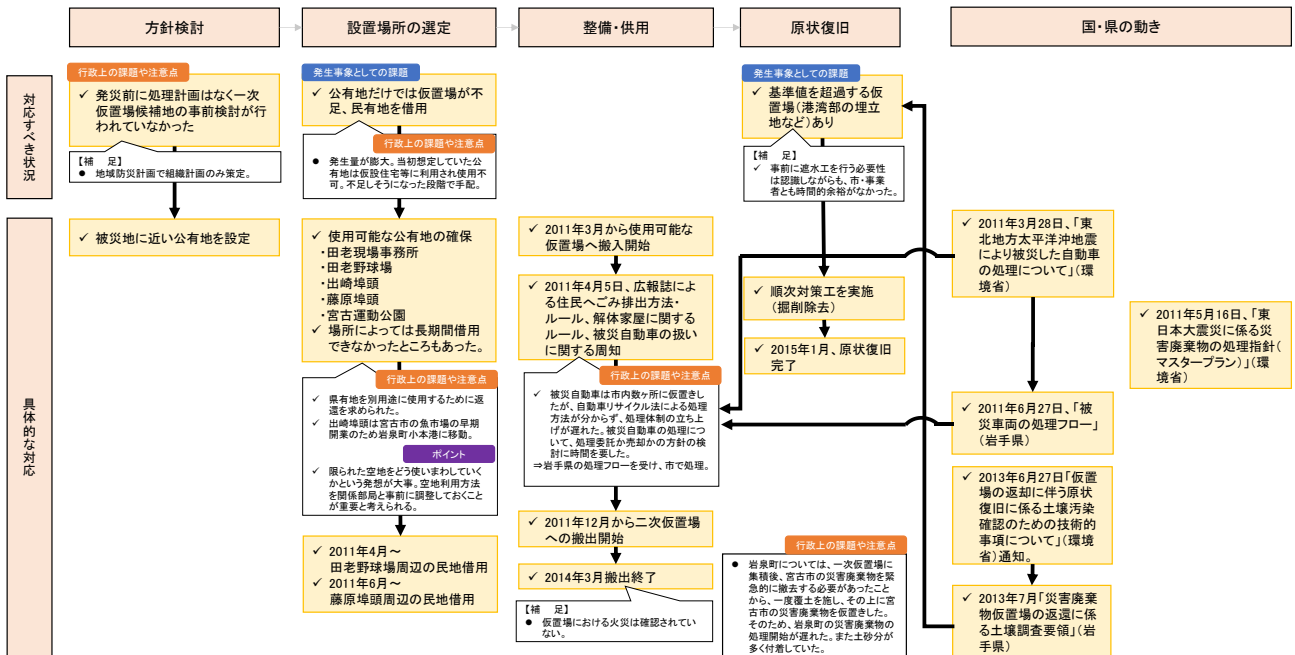 方針検討
設置場所の選定
整備・供用
原状復旧
国・県の動き
対応すべき状況
行政上の課題や注意点
✓ 発災前に処理計画はなく一次
仮置場候補地の事前検討が行
われていなかった
【補　足】
● 地域防災計画で組織計画のみ策定。
発生事象としての課題
✓ 公有地だけでは仮置場が不
足、民有地を借用
行政上の課題や注意点
● 発生量が膨大。当初想定していた公
有地は仮設住宅等に利用され使用不
可。不足しそうになった段階で手配。
発生事象としての課題
✓ 基準値を超過する仮
置場（港湾部の埋立
地など）あり
【補　足】
✓ 事前に遮水工を行う必要性
は認識しながらも、市・事業
者とも時間的余裕がなかった。
具体的な対応
✓ 被災地に近い公有地を設定
✓ 使用可能な公有地の確保
・田老現場事務所
・田老野球場
・出崎埠頭
・藤原埠頭
・宮古運動公園
✓ 場所によっては長期間借用
できなかったところもあった。
行政上の課題や注意点
✓ 県有地を別用途に使用するために返
還を求められた。
✓ 出崎埠頭は宮古市の魚市場の早期
開業のため岩泉町小本港に移動。
ポイント
✓ 限られた空地をどう使いまわしていく
かという発想が大事。空地利用方法
を関係部局と事前に調整しておくこと
が重要と考えられる。
✓ 2011年4月～
田老野球場周辺の民地借用
✓ 2011年6月～
藤原埠頭周辺の民地借用
✓ 2011年3月から使用可能な
仮置場へ搬入開始
✓ 2011年4月5日、広報誌によ
る住民へごみ排出方法・
ルール、解体家屋に関する
ルール、被災自動車の扱い
に関する周知
行政上の課題や注意点
✓ 被災自動車は市内数ヶ所に仮置きし
たが、自動車リサイクル法による処理
方法が分からず、処理体制の立ち上
げが遅れた。被災自動車の処理につ
いて、処理委託か売却かの方針の検
討に時間を要した。
⇒岩手県の処理フローを受け、市で処理。
✓ 2011年12月から二次仮置場
への搬出開始
✓ 2014年3月搬出終了
【補　足】
● 仮置場における火災は確認されてい
ない。
✓ 順次対策工を実施
（掘削除去）
✓ 2015年1月、原状復旧
完了
行政上の課題や注意点
● 岩泉町については、一次仮置場に
集積後、宮古市の災害廃棄物を緊
急的に撤去する必要があったこと
から、一度覆土を施し、その上に宮
古市の災害廃棄物を仮置きした。
そのため、岩泉町の災害廃棄物の
処理開始が遅れた。また土砂分が
多く付着していた。
✓ 2011年3月28日、「東
北地方太平洋沖地震
により被災した自動車
の処理について」（環
境省）
✓ 2011年5月16日、「東
日本大震災に係る災
害廃棄物の処理指針（
マスタープラン）」（環
境省）
✓ 2011年6月27日、「被
災車両の処理フロー」
（岩手県）
✓ 2013年6月27日「仮置
場の返却に伴う原状
復旧に係る土壌汚染
確認のための技術的
事項について」（環境
省）通知。
✓ 2013年7月「災害廃棄
物仮置場の返還に係
る土壌調査要領」（岩
手県）